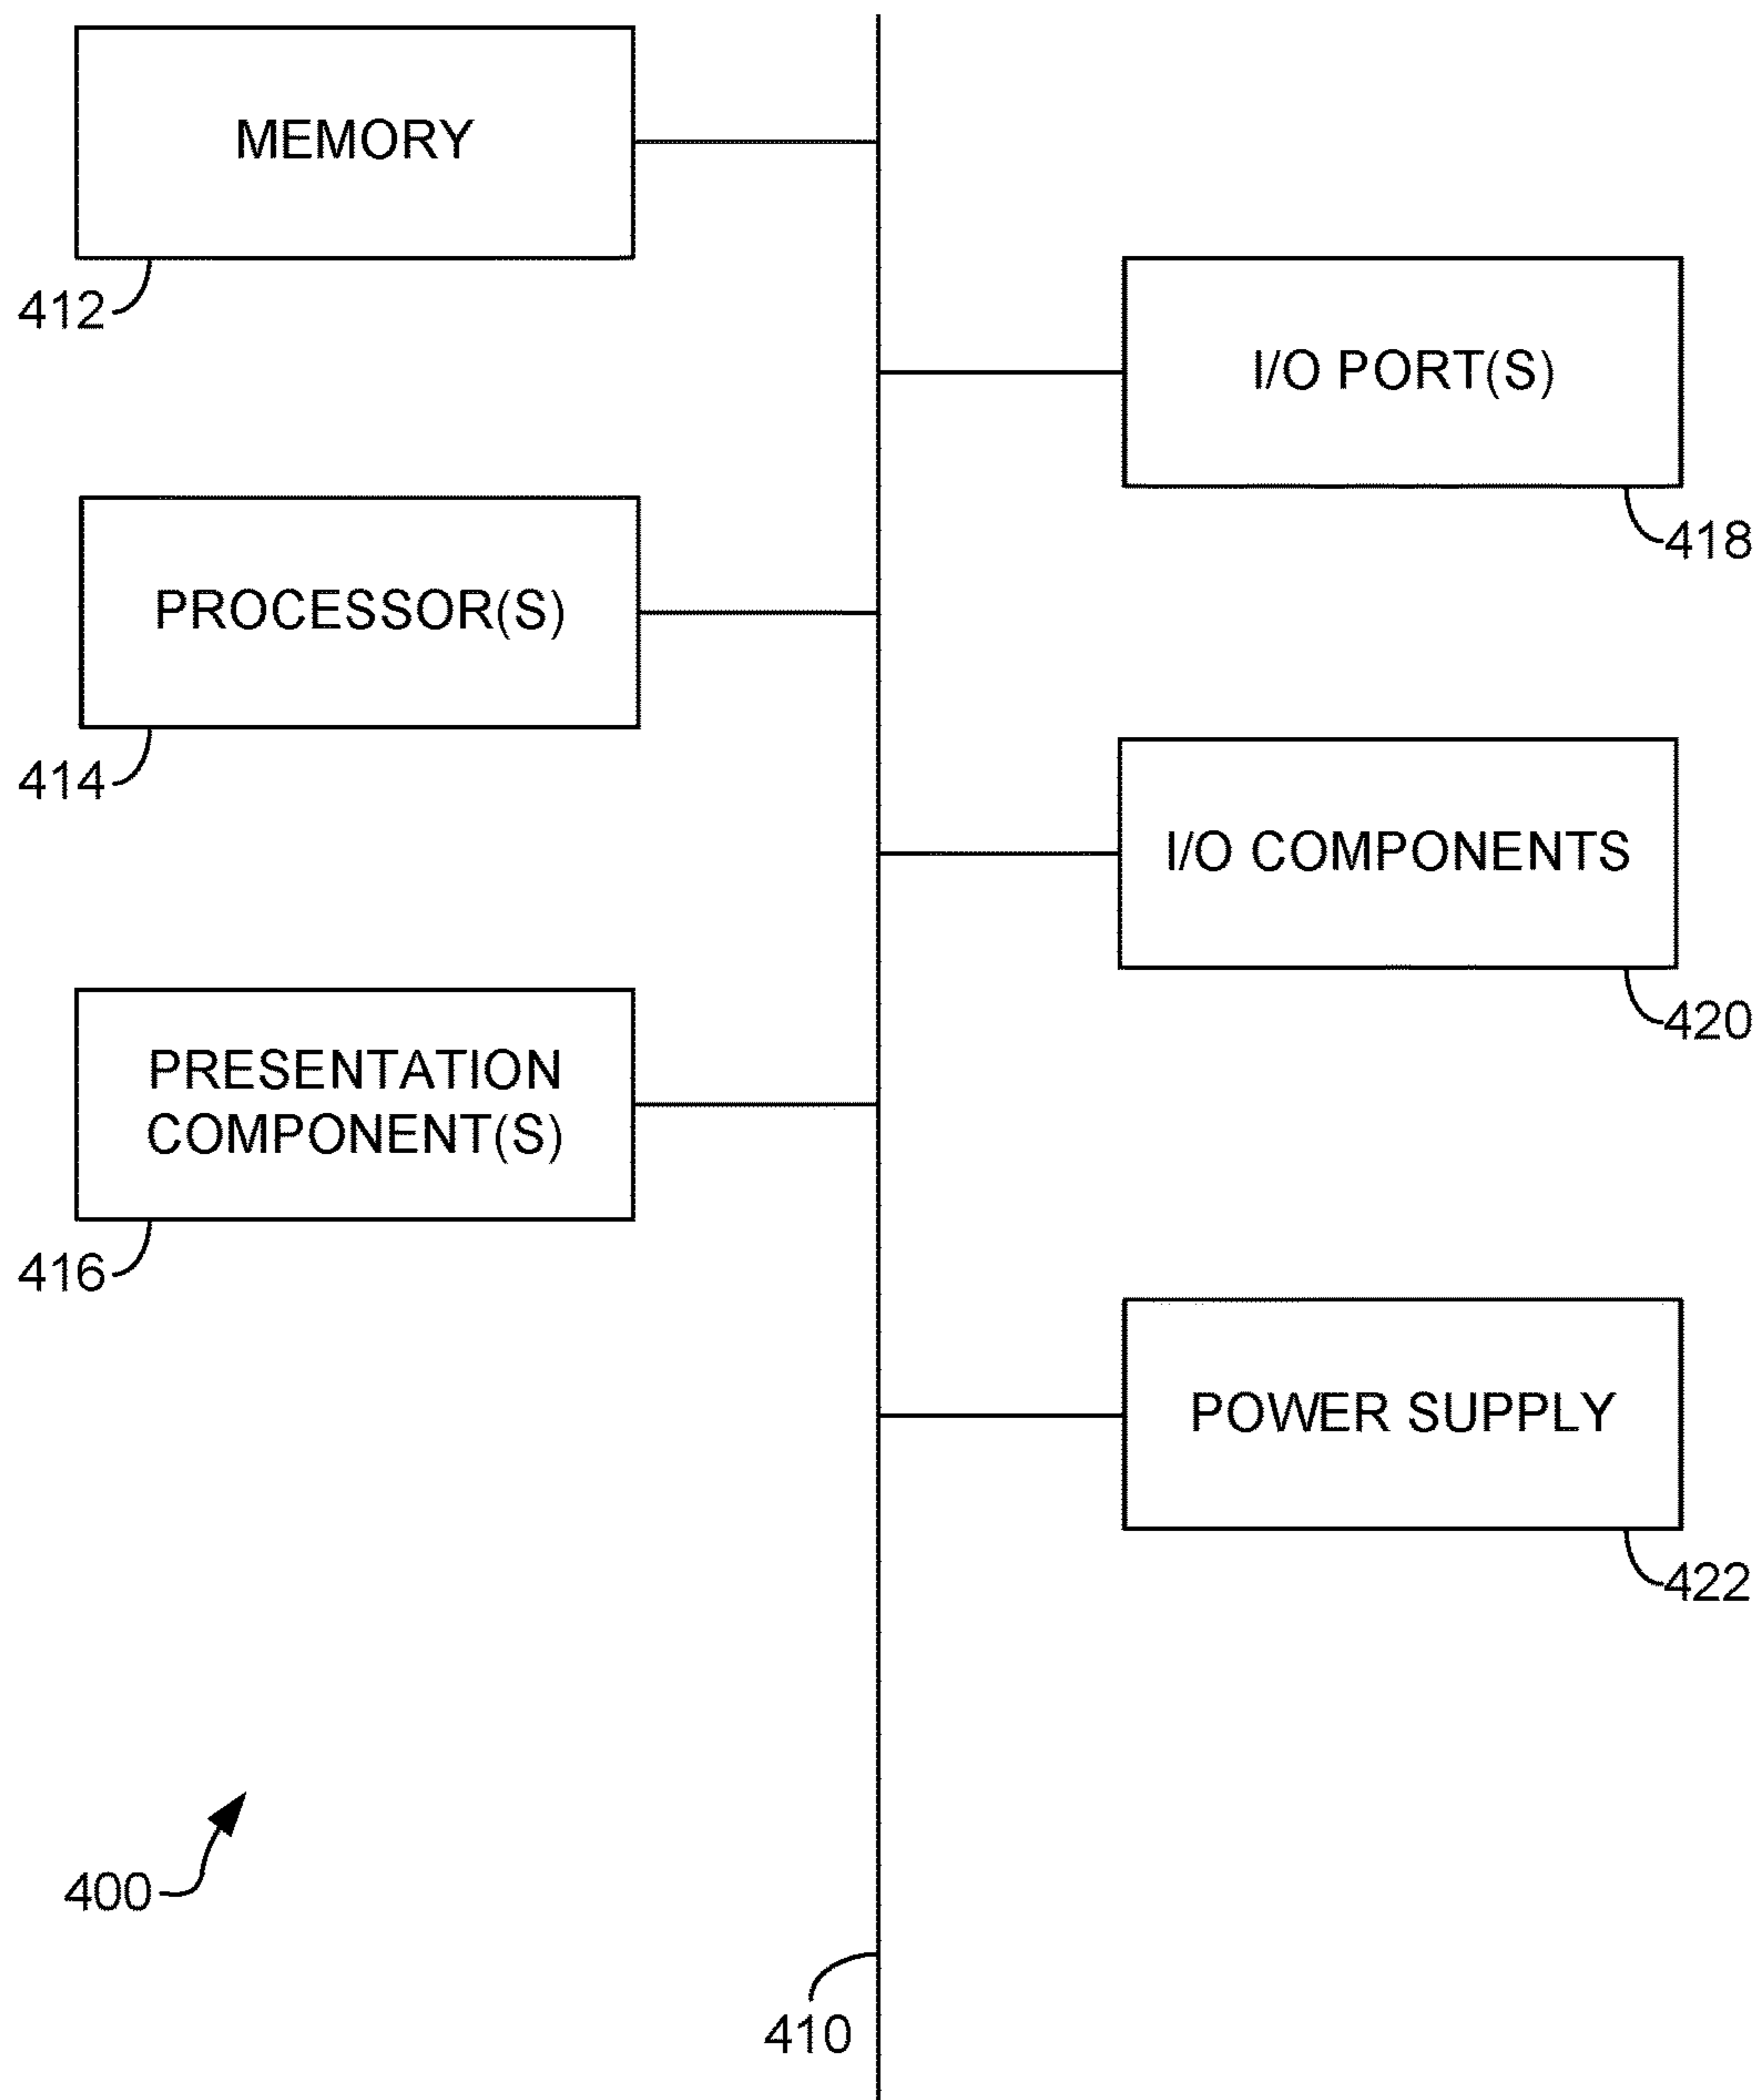 MEMORY
412
I/O PORT(S)
418
PROCESSOR(S)
414
I/O COMPONENTS
420
PRESENTATION
COMPONENT(S)
416
POWER SUPPLY
422
400
410